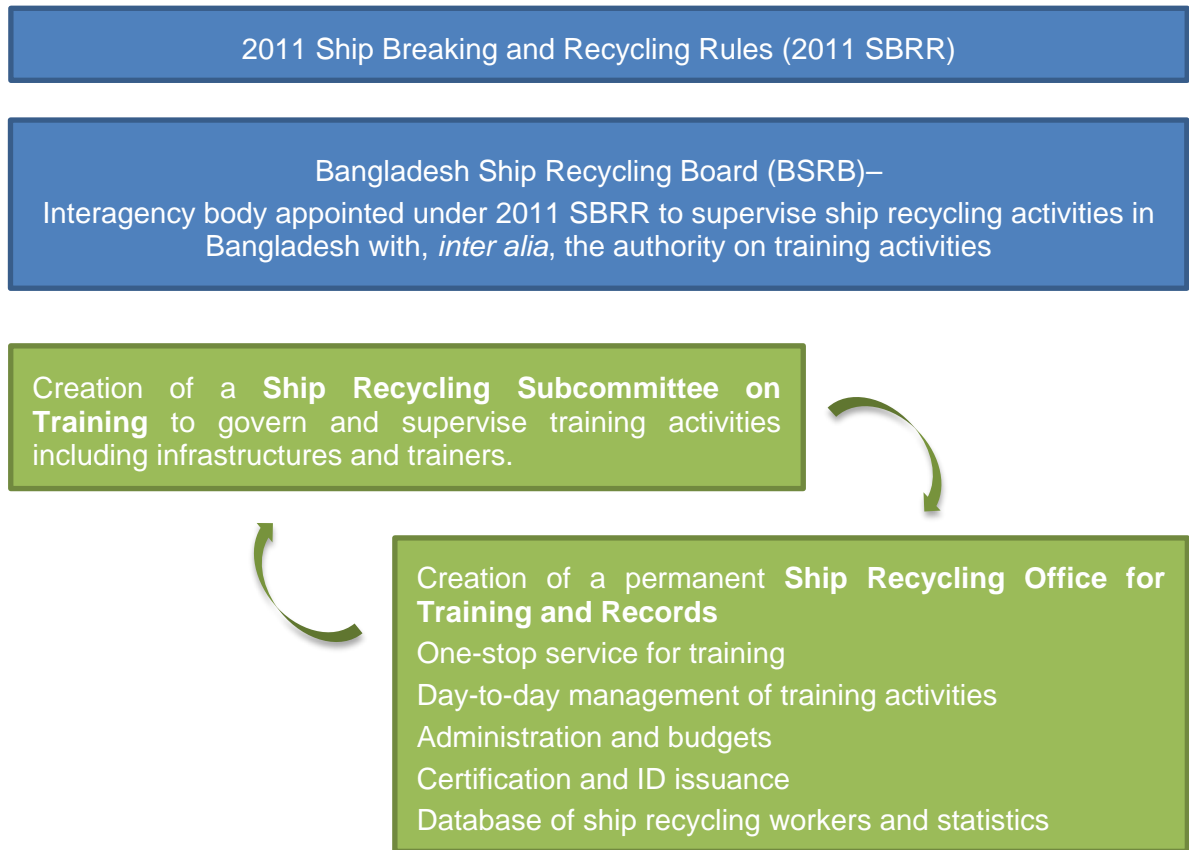 2011 Ship Breaking and Recycling Rules (2011 SBRR)
Bangladesh Ship Recycling Board (BSRB)–
Interagency body appointed under 2011 SBRR to supervise ship recycling activities in
Bangladesh with, inter alia, the authority on training activities
Creation of a Ship Recycling Subcommittee on
Training to govern and supervise training activities
including infrastructures and trainers.
Creation of a permanent Ship Recycling Office for
Training and Records
One-stop service for training
Day-to-day management of training activities
Administration and budgets
Certification and ID issuance
Database of ship recycling workers and statistics